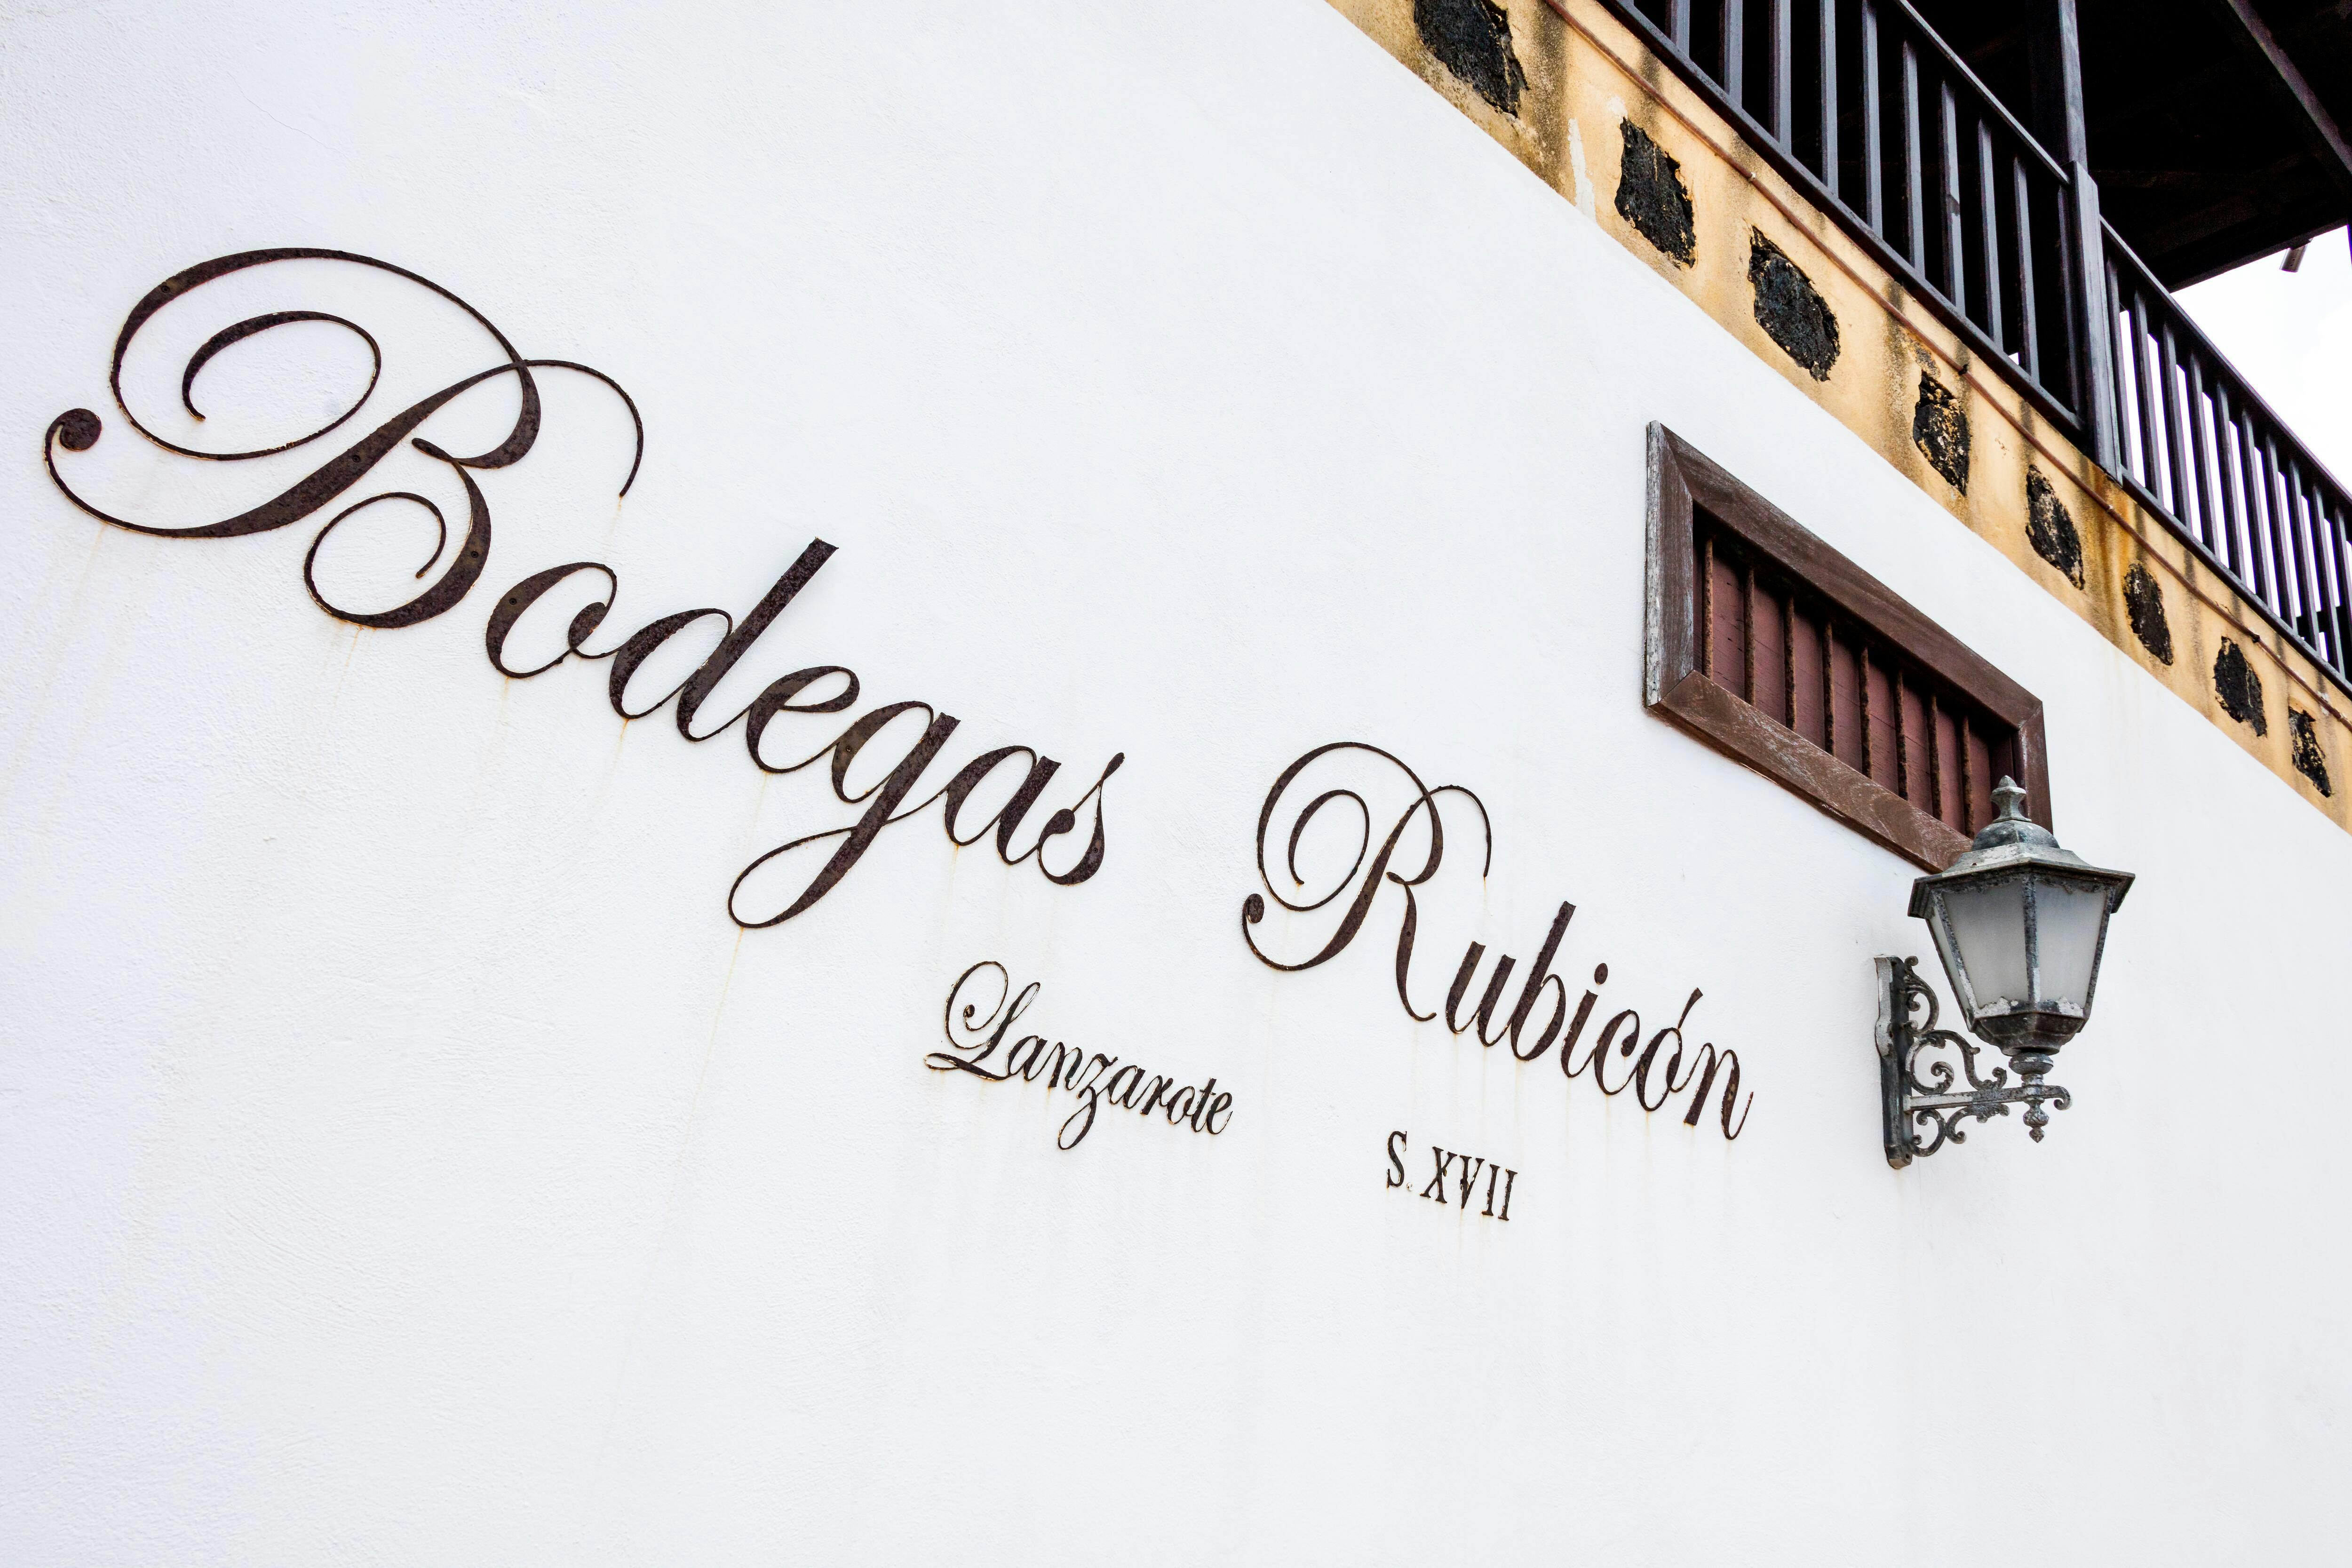 Bodegas Rubicón
Lanzarote S. XVII